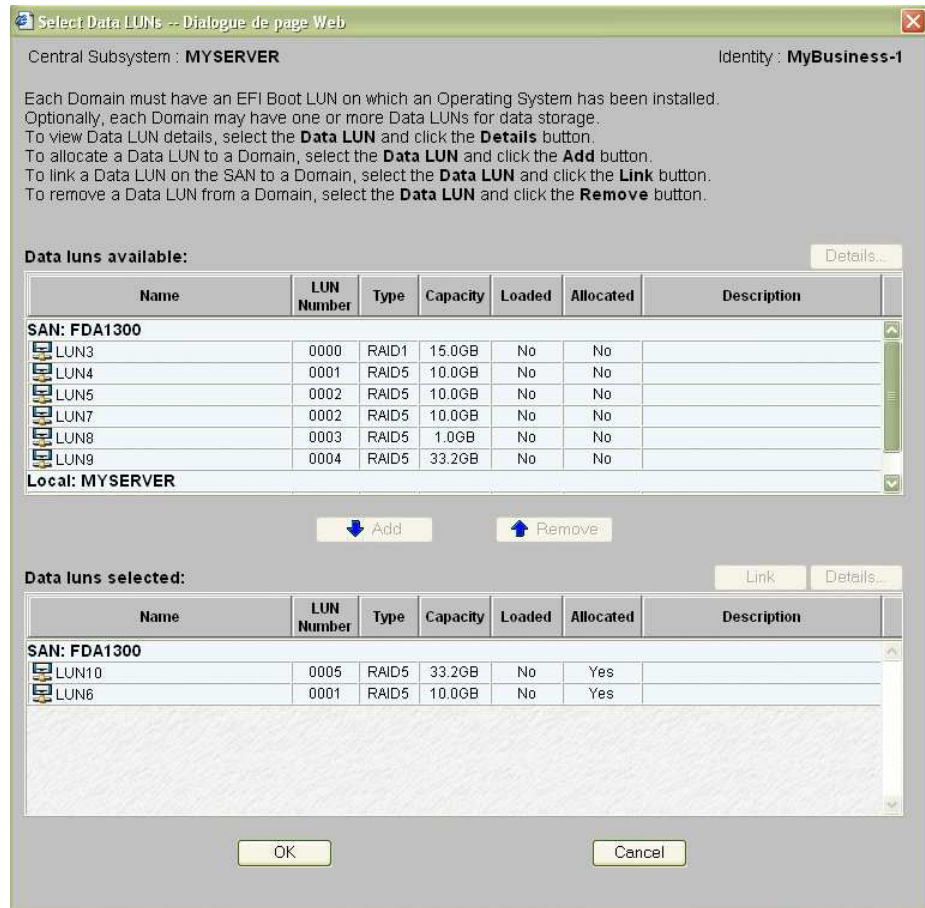 Select Data LUNs -- Dialogue de page Web
Central Subsystem : MYSERVER Identity : MyBusiness-1
Each Domain must have an EFI Boot LUN on which an Operating System has been installed.
Optionally, each Domain may have one or more Data LUNs for data storage.
To view Data LUN details, select the Data LUN and click the Details button.
To allocate a Data LUN to a Domain, select the Data LUN and click the Add button.
To link a Data LUN on the SAN to a Domain, select the Data LUN and click the Link button.
To remove a Data LUN from a Domain, select the Data LUN and click the Remove button.
Data luns available: Details...
Name LUN Number Type Capacity Loaded Allocated Description
SAN: FDA1300
LUN3 0000 RAID1 15.0GB No No
LUN4 0001 RAID5 10.0GB No No
LUN5 0002 RAID5 10.0GB No No
LUN7 0002 RAID5 10.0GB No No
LUN8 0003 RAID5 1.0GB No No
LUN9 0004 RAID5 33.2GB No No
Local: MYSERVER
Add Remove
Data luns selected: Link Details...
Name LUN Number Type Capacity Loaded Allocated Description
SAN: FDA1300
LUN10 0005 RAID5 33.2GB No Yes
LUN6 0001 RAID5 10.0GB No Yes
OK Cancel